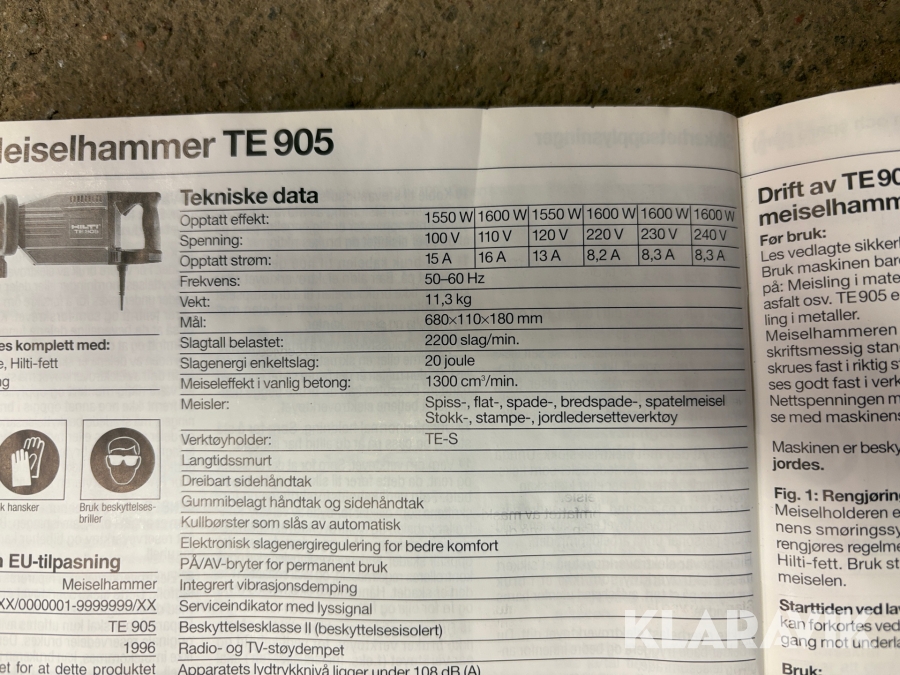 Meiselhammer TE 905
HILTI
TE 905
es komplett med:
e, Hilti-fett
k hansker
Bruk beskyttelses-
briller
EU-tilpasning
Meiselhammer
XX/0000001-9999999/XX
TE 905
1996
et for at dette produktet
Tekniske data
Opptatt effekt: 1550 W 1600 W 1550 W 1600 W 1600 W 1600 W
Spenning: 100 V 110 V 120 V 220 V 230 V 240 V
Opptatt strøm: 15 A 16 A 13 A 8,2 A 8,3 A 8,3 A
Frekvens: 50–60 Hz
Vekt: 11,3 kg
Mål: 680×110×180 mm
Slagtall belastet: 2200 slag/min.
Slagenergi enkeltslag: 20 joule
Meiseleffekt i vanlig betong: 1300 cm³/min.
Meisler: Spiss-, flat-, spade-, bredspade-, spatelmeisel
Stokk-, stampe-, jordledersetteverktøy
Verktøyholder: TE-S
Langtidssmurt
Dreibart sidehåndtak
Gummibelagt håndtak og sidehåndtak
Kullbørster som slås av automatisk
Elektronisk slagenergiregulering for bedre komfort
PÅ/AV-bryter for permanent bruk
Integrert vibrasjonsdemping
Serviceindikator med lyssignal
Beskyttelsesklasse II (beskyttelsesisolert)
Radio- og TV-støydempet
Apparatets lydtrykknivå ligger under 108 dB (A)
Drift av TE 90
meiselhamm
Før bruk:
Les vedlagte sikkerh
Bruk maskinen bare
på: Meisling i mate
asfalt osv. TE 905 e
ling i metaller.
Meiselhammeren
skriftsmessig stan
skrues fast i riktig s
ses godt fast i verk
Nettspenningen m
se med maskinens
Maskinen er besky
jordes.
Fig. 1: Rengjøring
Meiselholderen e
nens smøringssy
rengjøres regelme
Hilti-fett. Bruk st
meiselen.
Starttiden ved la
kan forkortes ved
gang mot underla
Bruk:
KLARAVIK